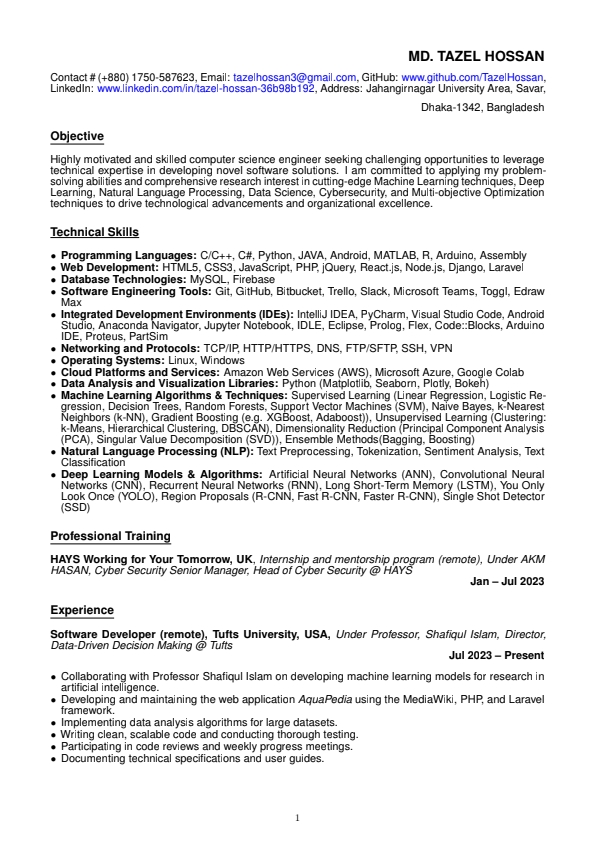 MD. TAZEL HOSSAN
Contact # (+880) 1750-587623, Email: tazelhossan3@gmail.com, GitHub: www.github.com/TazelHossan,
LinkedIn: www.linkedin.com/in/tazel-hossan-36b98b192, Address: Jahangirnagar University Area, Savar,
Dhaka-1342, Bangladesh
Objective
Highly motivated and skilled computer science engineer seeking challenging opportunities to leverage
technical expertise in developing novel software solutions. I am committed to applying my problem-
solving abilities and comprehensive research interest in cutting-edge Machine Learning techniques, Deep
Learning, Natural Language Processing, Data Science, Cybersecurity, and Multi-objective Optimization
techniques to drive technological advancements and organizational excellence.
Technical Skills
• Programming Languages: C/C++, C#, Python, JAVA, Android, MATLAB, R, Arduino, Assembly
• Web Development: HTML5, CSS3, JavaScript, PHP, jQuery, React.js, Node.js, Django, Laravel
• Database Technologies: MySQL, Firebase
• Software Engineering Tools: Git, GitHub, Bitbucket, Trello, Slack, Microsoft Teams, Toggl, Edraw
Max
• Integrated Development Environments (IDEs): IntelliJ IDEA, PyCharm, Visual Studio Code, Android
Studio, Anaconda Navigator, Jupyter Notebook, IDLE, Eclipse, Prolog, Flex, Code::Blocks, Arduino
IDE, Proteus, PartSim
• Networking and Protocols: TCP/IP, HTTP/HTTPS, DNS, FTP/SFTP, SSH, VPN
• Operating Systems: Linux, Windows
• Cloud Platforms and Services: Amazon Web Services (AWS), Microsoft Azure, Google Colab
• Data Analysis and Visualization Libraries: Python (Matplotlib, Seaborn, Plotly, Bokeh)
• Machine Learning Algorithms & Techniques: Supervised Learning (Linear Regression, Logistic Re-
gression, Decision Trees, Random Forests, Support Vector Machines (SVM), Naive Bayes, k-Nearest
Neighbors (k-NN), Gradient Boosting (e.g. XGBoost, Adaboost)), Unsupervised Learning (Clustering:
k-Means, Hierarchical Clustering, DBSCAN), Dimensionality Reduction (Principal Component Analysis
(PCA), Singular Value Decomposition (SVD)), Ensemble Methods(Bagging, Boosting)
• Natural Language Processing (NLP): Text Preprocessing, Tokenization, Sentiment Analysis, Text
Classification
• Deep Learning Models & Algorithms: Artificial Neural Networks (ANN), Convolutional Neural
Networks (CNN), Recurrent Neural Networks (RNN), Long Short-Term Memory (LSTM), You Only
Look Once (YOLO), Region Proposals (R-CNN, Fast R-CNN, Faster R-CNN), Single Shot Detector
(SSD)
Professional Training
HAYS Working for Your Tomorrow, UK, Internship and mentorship program (remote), Under AKM
HASAN, Cyber Security Senior Manager, Head of Cyber Security @ HAYS
Jan – Jul 2023
Experience
Software Developer (remote), Tufts University, USA, Under Professor, Shafiqul Islam, Director,
Data-Driven Decision Making @ Tufts
Jul 2023 – Present
• Collaborating with Professor Shafiqul Islam on developing machine learning models for research in
artificial intelligence.
• Developing and maintaining the web application AquaPedia using the MediaWiki, PHP, and Laravel
framework.
• Implementing data analysis algorithms for large datasets.
• Writing clean, scalable code and conducting thorough testing.
• Participating in code reviews and weekly progress meetings.
• Documenting technical specifications and user guides.
1